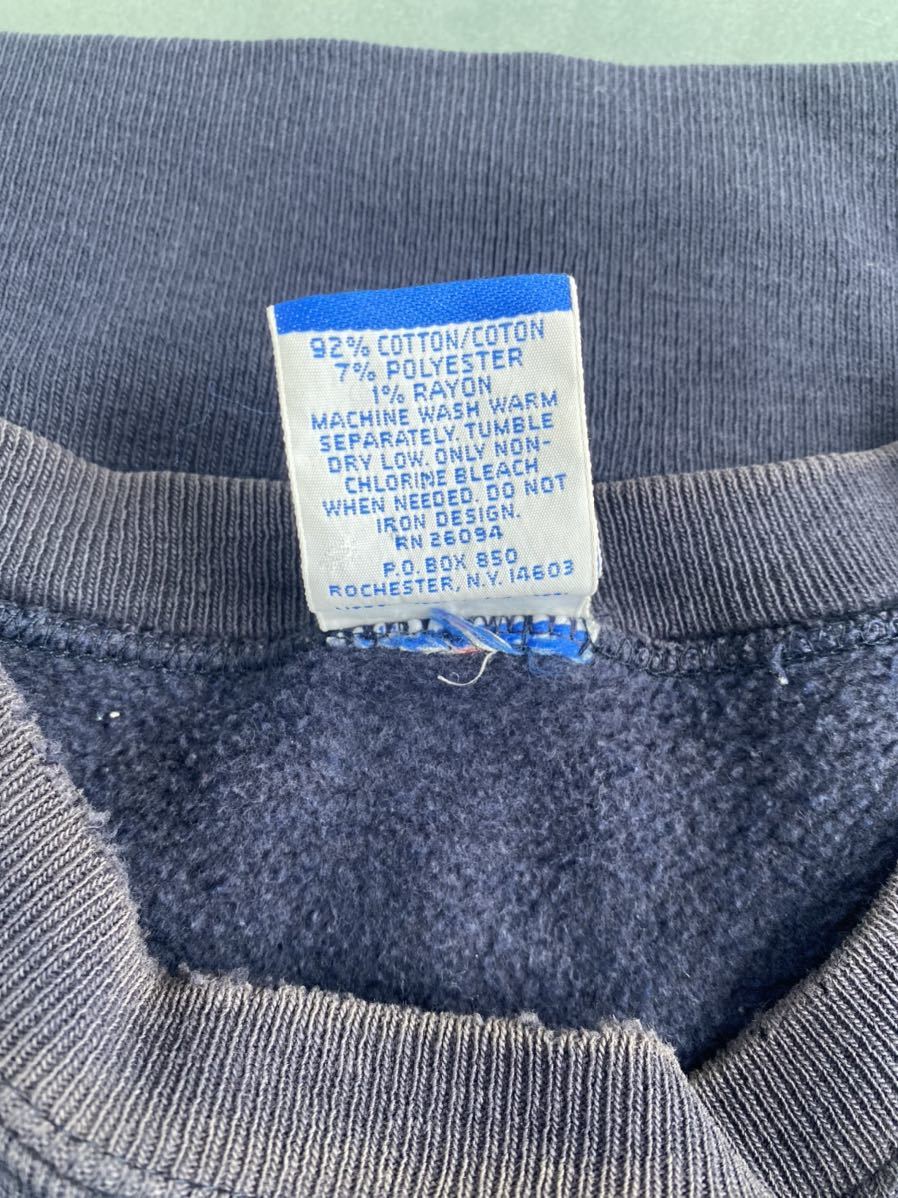 92% COTTON/COTON
7% POLYESTER
1% RAYON
MACHINE WASH WARM
SEPARATELY. TUMBLE
DRY LOW. ONLY NON-
CHLORINE BLEACH
WHEN NEEDED. DO NOT
IRON DESIGN.
RN 26094
P.O. BOX 850
ROCHESTER, N.Y. 14603